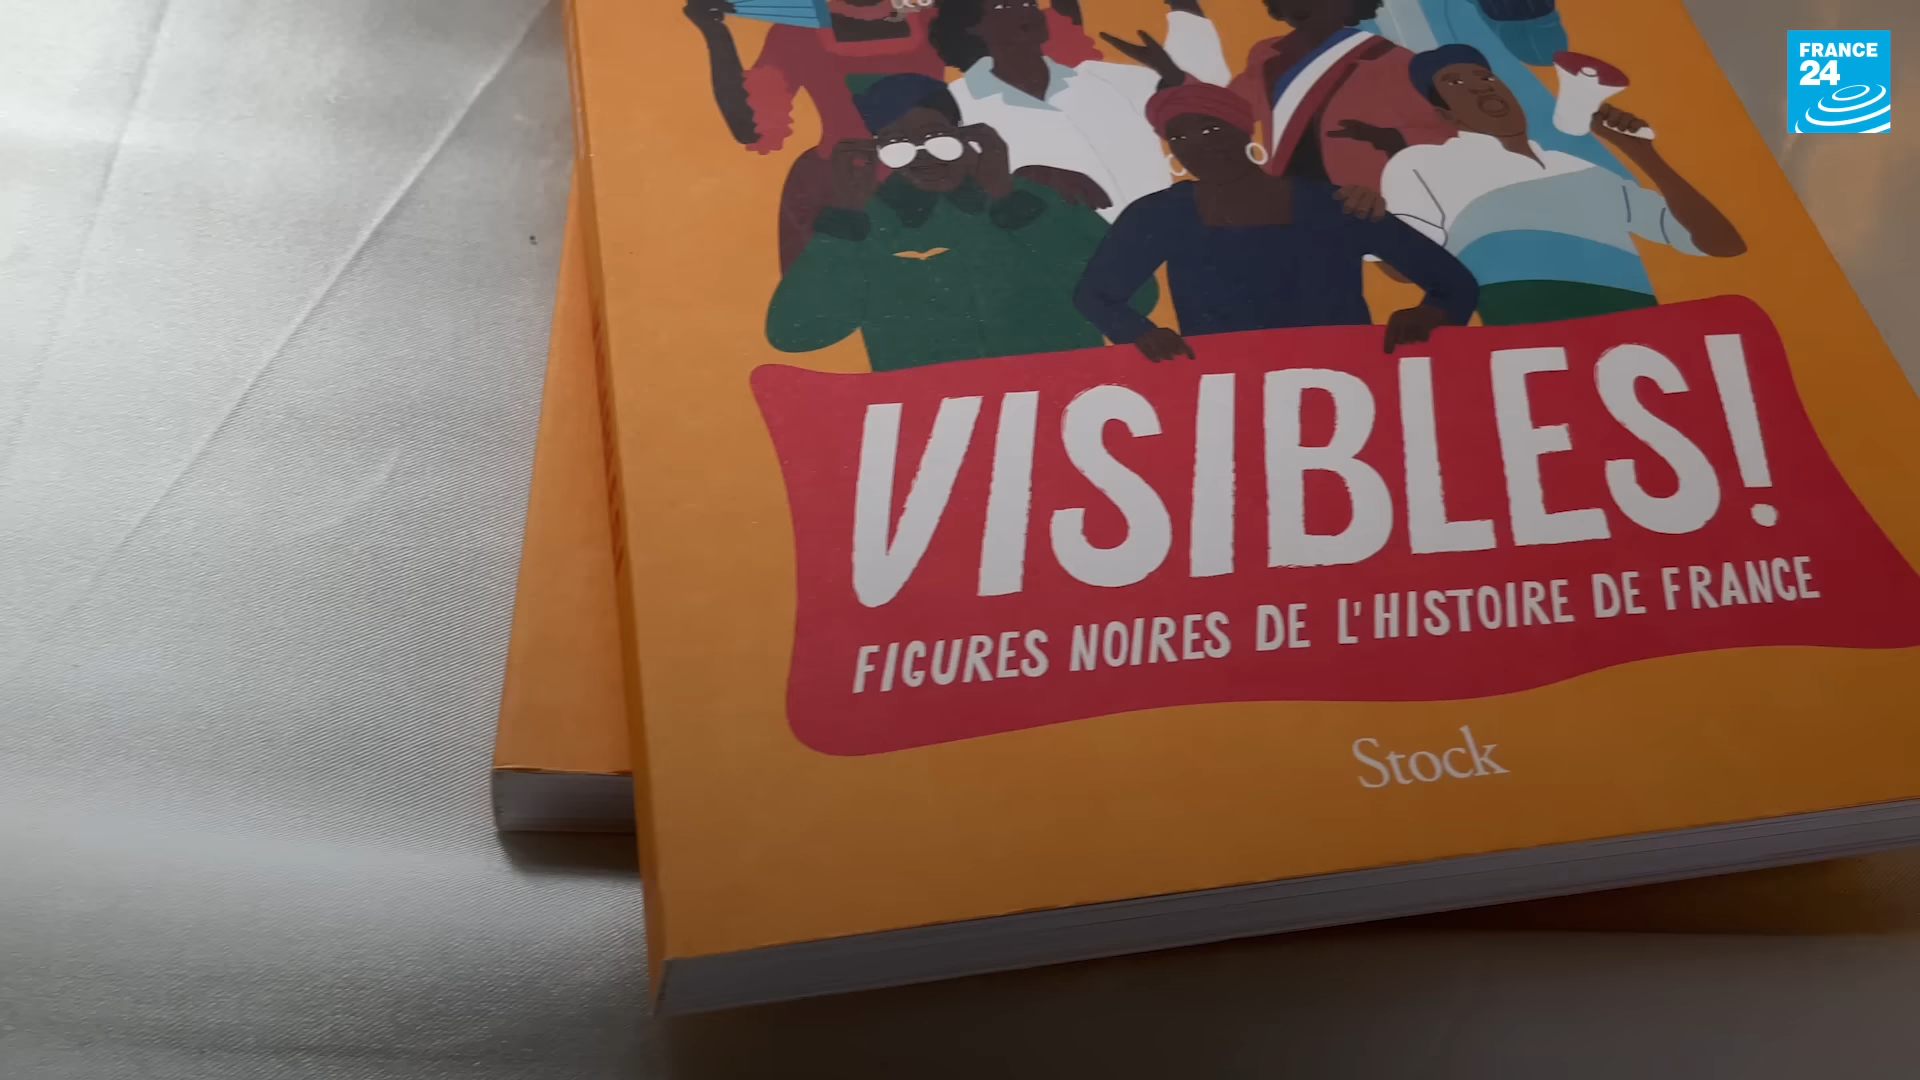 FRANCE
24
VISIBLES!
FIGURES NOIRES DE L'HISTOIRE DE FRANCE
Stock